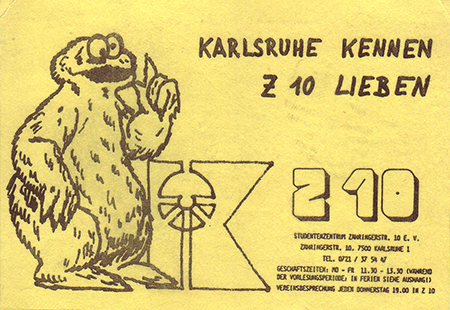 KARLSRUHE KENNEN
Z 10 LIEBEN
Z 10
STUDENTENZENTRUM ZÄHRINGERSTR. 10 E. V.
ZÄHRINGERSTR. 10, 7500 KARLSRUHE 1
TEL. 0721 / 37 54 47
GESCHÄFTSZEITEN: MO - FR 11.30 - 13.30 (WÄHREND
DER VORLESUNGSPERIODE; IN FERIEN SIEHE AUSHANG!)
VEREINSBESPRECHUNG JEDEN DONNERSTAG 19.00 IN Z 10